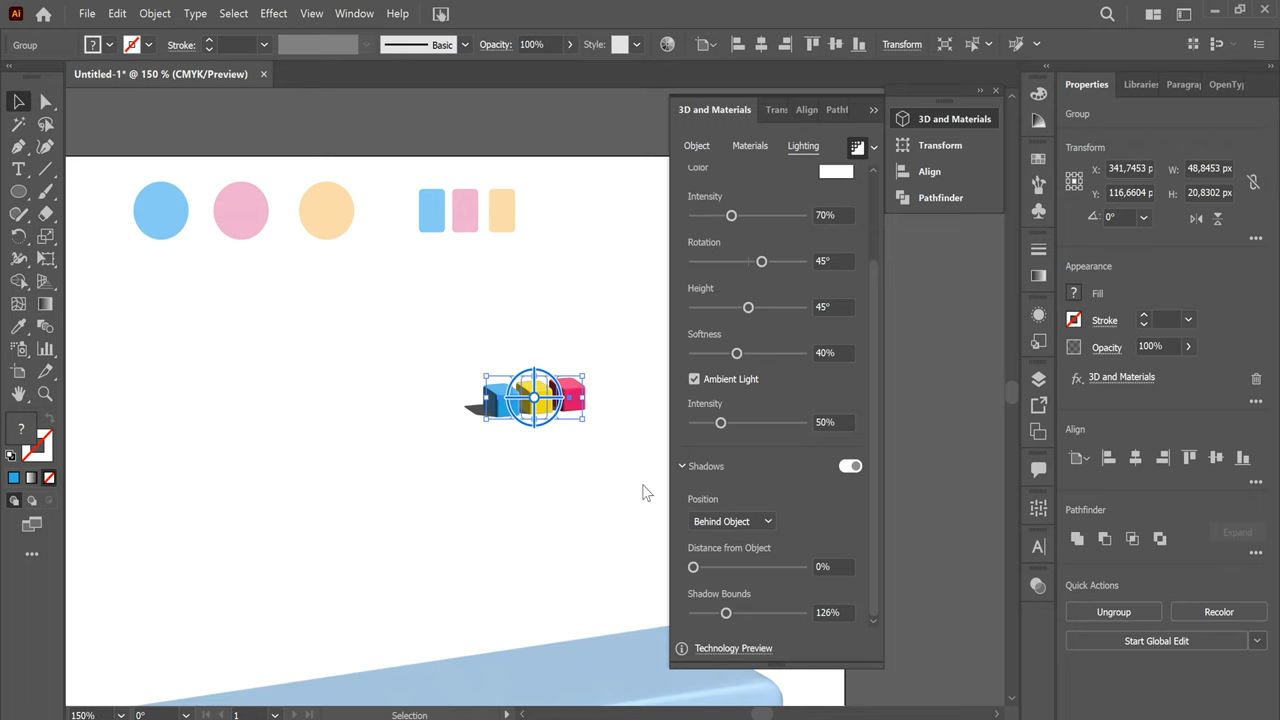 Ai File Edit Object Type Select Effect View Window Help
Group ? Stroke: Basic Opacity: 100% Style: Transform
Untitled-1* @ 150 % (CMYK/Preview)
3D and Materials Trans Align Pathf
Object Materials Lighting
Color
Intensity
70%
Rotation
45°
Height
45°
Softness
40%
Ambient Light
Intensity
50%
Shadows
Position
Behind Object
Distance from Object
0%
Shadow Bounds
126%
Technology Preview
3D and Materials
Transform
Align
Pathfinder
Properties Libraries Paragra OpenTy
Group
Transform
X: 341,7453 p W: 48,8453 p
Y: 116,6604 p H: 20,8302 p
0°
Appearance
? Fill
Stroke
Opacity 100%
fx 3D and Materials
Align
Pathfinder
Expand
Quick Actions
Ungroup Recolor
Start Global Edit
?
150% 0° 1 Selection